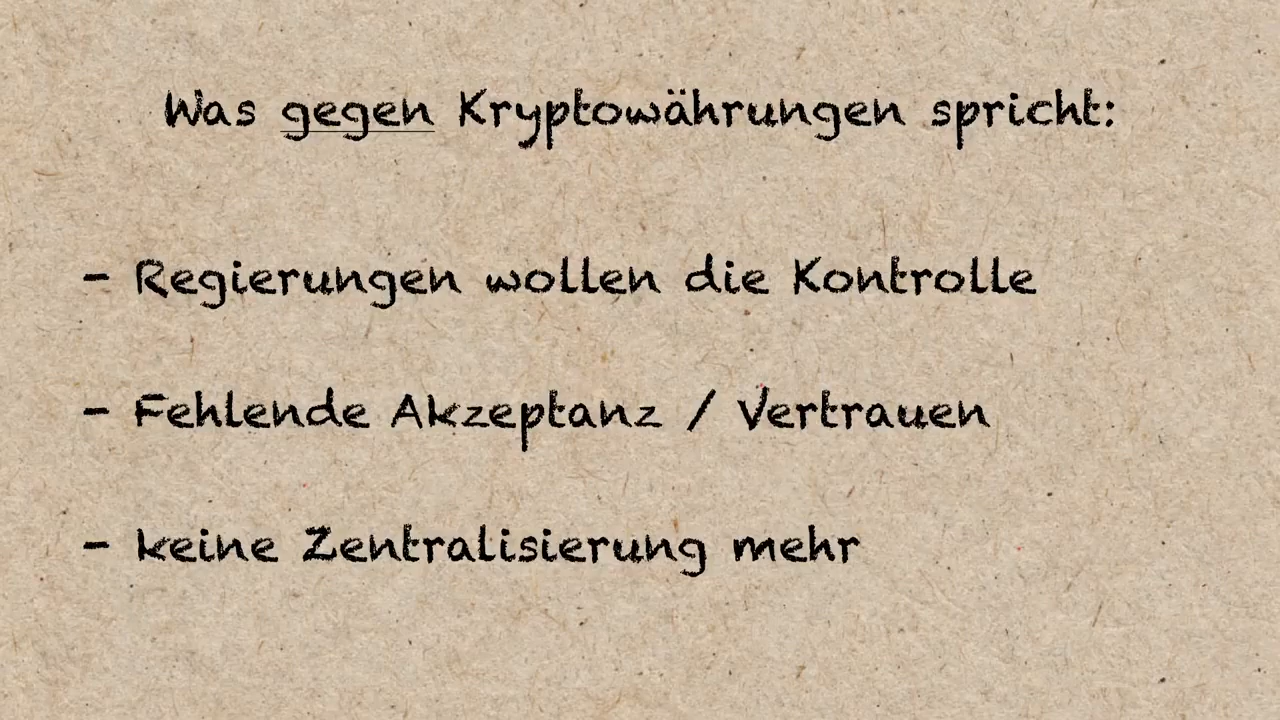 Was gegen Kryptowährungen spricht:
- Regierungen wollen die Kontrolle
- Fehlende Akzeptanz / Vertrauen
- keine Zentralisierung mehr